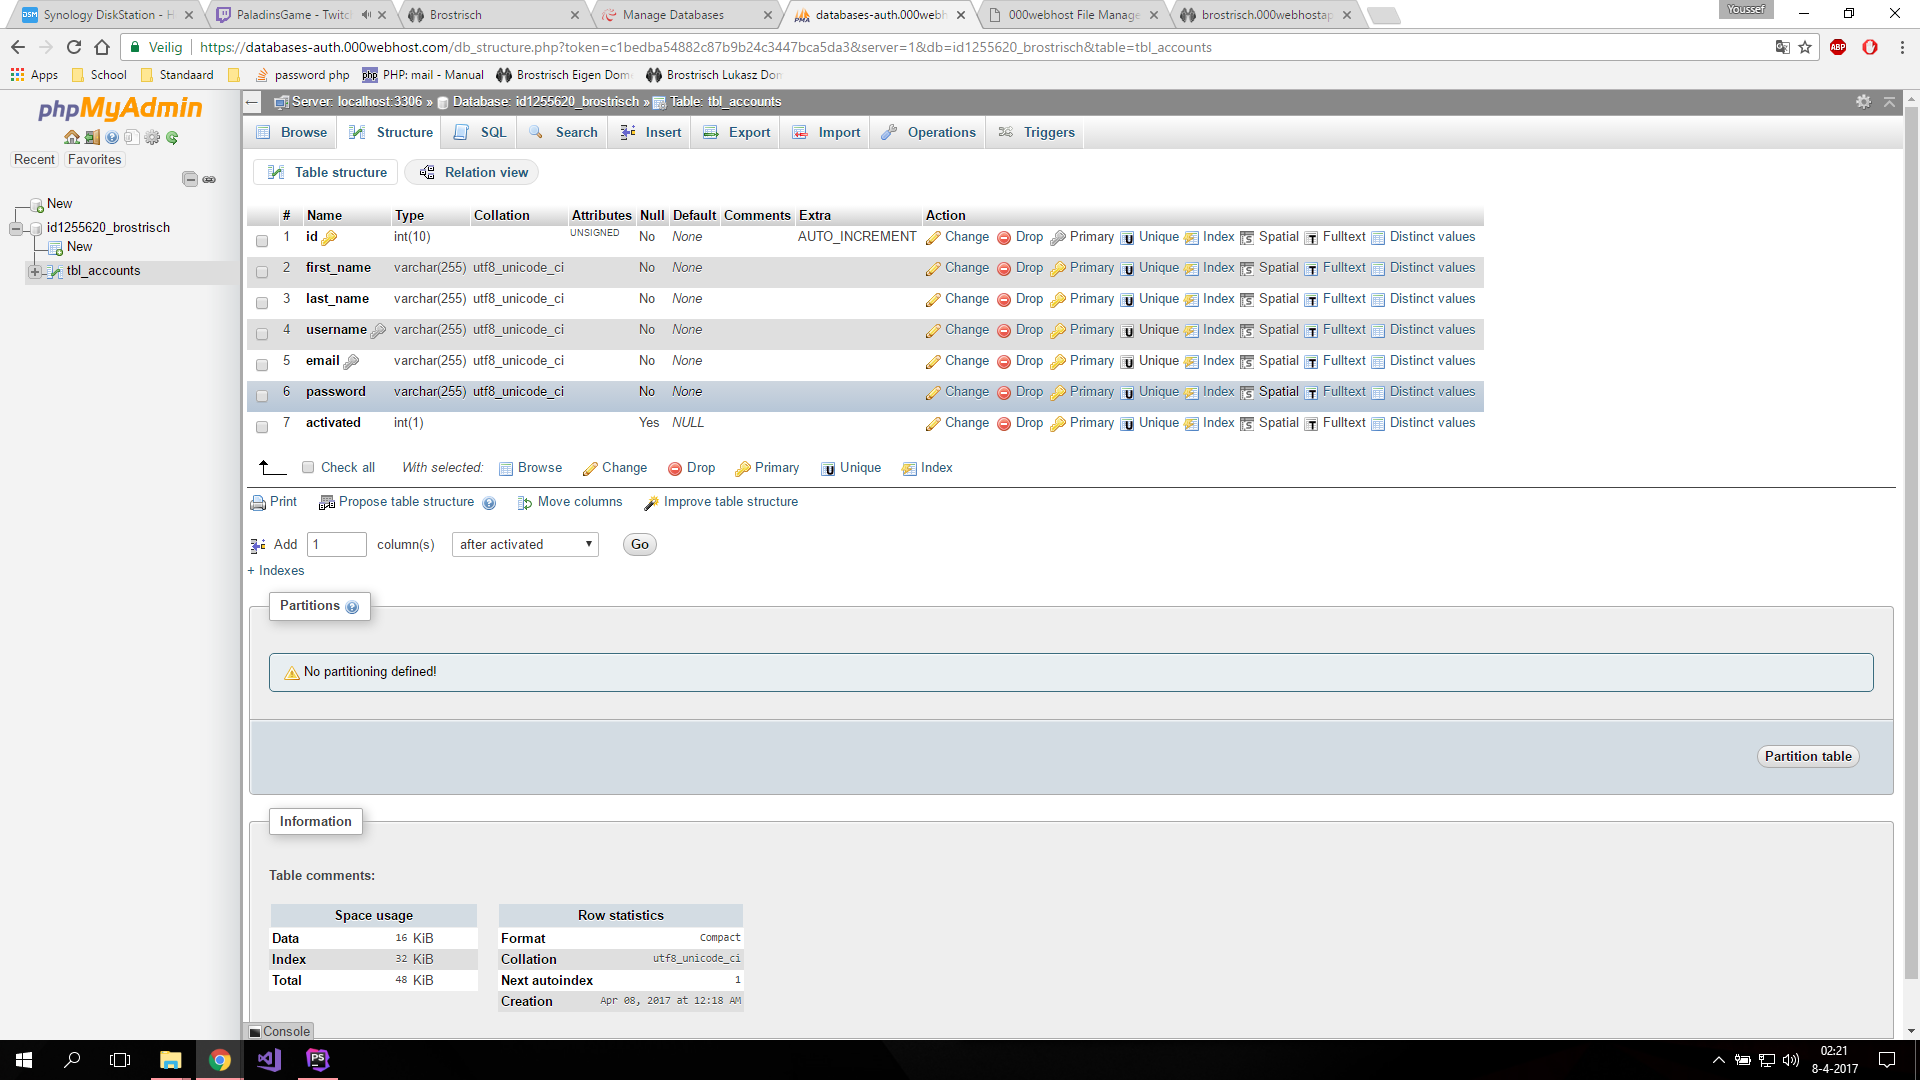 Synology DiskStation - H
PaladinsGame - Twitch
Brostrisch
Manage Databases
databases-auth.000webh
000webhost File Manage
brostrisch.000webhostap
Youssef
Veilig
https://databases-auth.000webhost.com/db_structure.php?token=c1bedba54882c87b9b24c3447bca5da3&server=1&db=id1255620_brostrisch&table=tbl_accounts
Apps School Standaard password php PHP: mail - Manual Brostrisch Eigen Dom Brostrisch Lukasz Dom
phpMyAdmin
Recent Favorites
New
id1255620_brostrisch
New
tbl_accounts
Server: localhost:3306 » Database: id1255620_brostrisch » Table: tbl_accounts
Browse Structure SQL Search Insert Export Import Operations Triggers
Table structure Relation view
# Name Type Collation Attributes Null Default Comments Extra Action
1 id int(10) UNSIGNED No None AUTO_INCREMENT Change Drop Primary Unique Index Spatial Fulltext Distinct values
2 first_name varchar(255) utf8_unicode_ci No None Change Drop Primary Unique Index Spatial Fulltext Distinct values
3 last_name varchar(255) utf8_unicode_ci No None Change Drop Primary Unique Index Spatial Fulltext Distinct values
4 username varchar(255) utf8_unicode_ci No None Change Drop Primary Unique Index Spatial Fulltext Distinct values
5 email varchar(255) utf8_unicode_ci No None Change Drop Primary Unique Index Spatial Fulltext Distinct values
6 password varchar(255) utf8_unicode_ci No None Change Drop Primary Unique Index Spatial Fulltext Distinct values
7 activated int(1) Yes NULL Change Drop Primary Unique Index Spatial Fulltext Distinct values
Check all With selected: Browse Change Drop Primary Unique Index
Print Propose table structure Move columns Improve table structure
Add 1 column(s) after activated Go
+ Indexes
Partitions
No partitioning defined!
Partition table
Information
Table comments:
Space usage
Data 16 KiB
Index 32 KiB
Total 48 KiB
Row statistics
Format Compact
Collation utf8_unicode_ci
Next autoindex 1
Creation Apr 08, 2017 at 12:18 AM
Console
02:21
8-4-2017